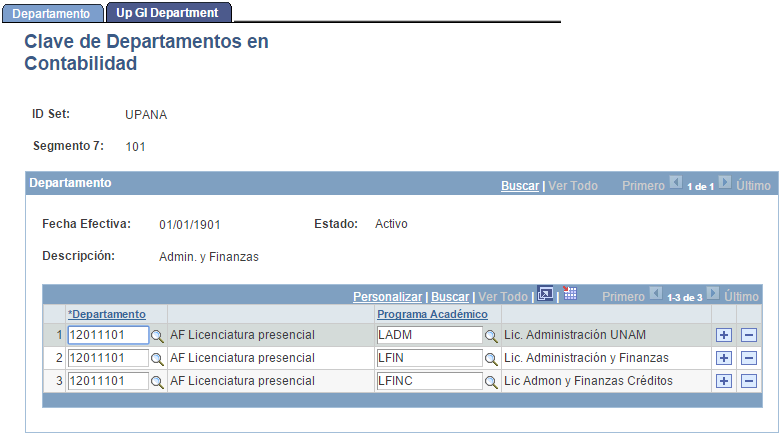 Departamento Up Gl Department
Clave de Departamentos en
Contabilidad
ID Set: UPANA
Segmento 7: 101
Departamento Buscar | Ver Todo Primero 1 de 1 Último
Fecha Efectiva: 01/01/1901 Estado: Activo
Descripción: Admin. y Finanzas
Personalizar | Buscar | Ver Todo | | Primero 1-3 de 3 Último
*Departamento Programa Académico
1 12011101 AF Licenciatura presencial LADM Lic. Administración UNAM
2 12011101 AF Licenciatura presencial LFIN Lic. Administración y Finanzas
3 12011101 AF Licenciatura presencial LFINC Lic Admon y Finanzas Créditos